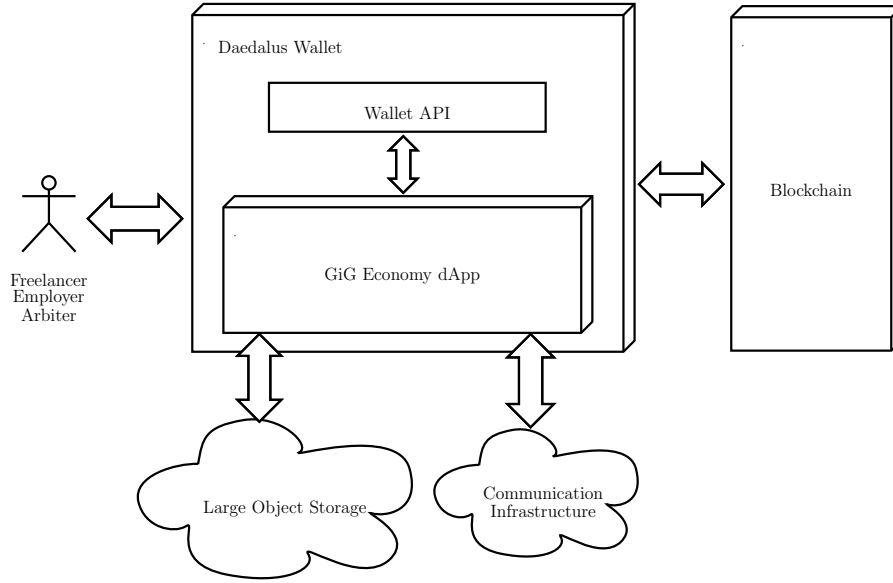 Daedalus Wallet
Wallet API
Blockchain
GiG Economy dApp
Freelancer
Employer
Arbiter
Large Object Storage
Communication
Infrastructure